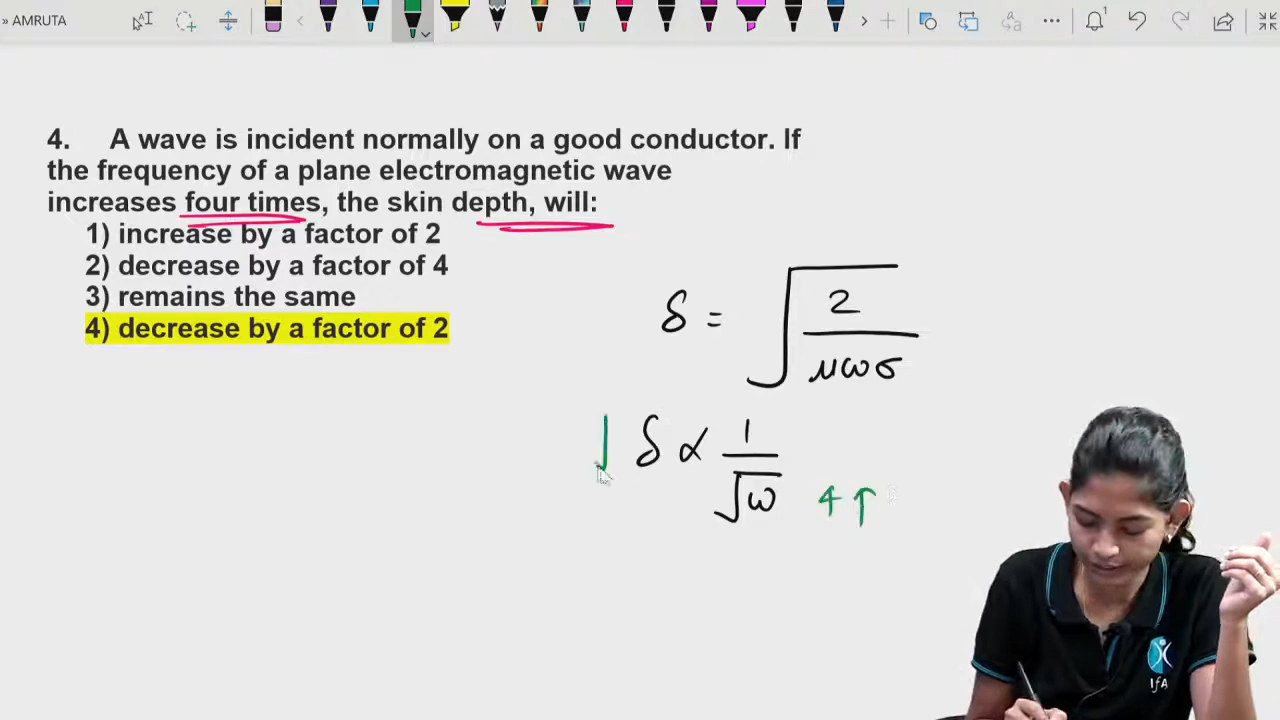 » AMRUTA
4. A wave is incident normally on a good conductor. If
the frequency of a plane electromagnetic wave
increases four times, the skin depth, will:
1) increase by a factor of 2
2) decrease by a factor of 4
3) remains the same
4) decrease by a factor of 2
δ = √(2/μωσ)
↓ δ ∝ 1/√ω 4↑
IfA